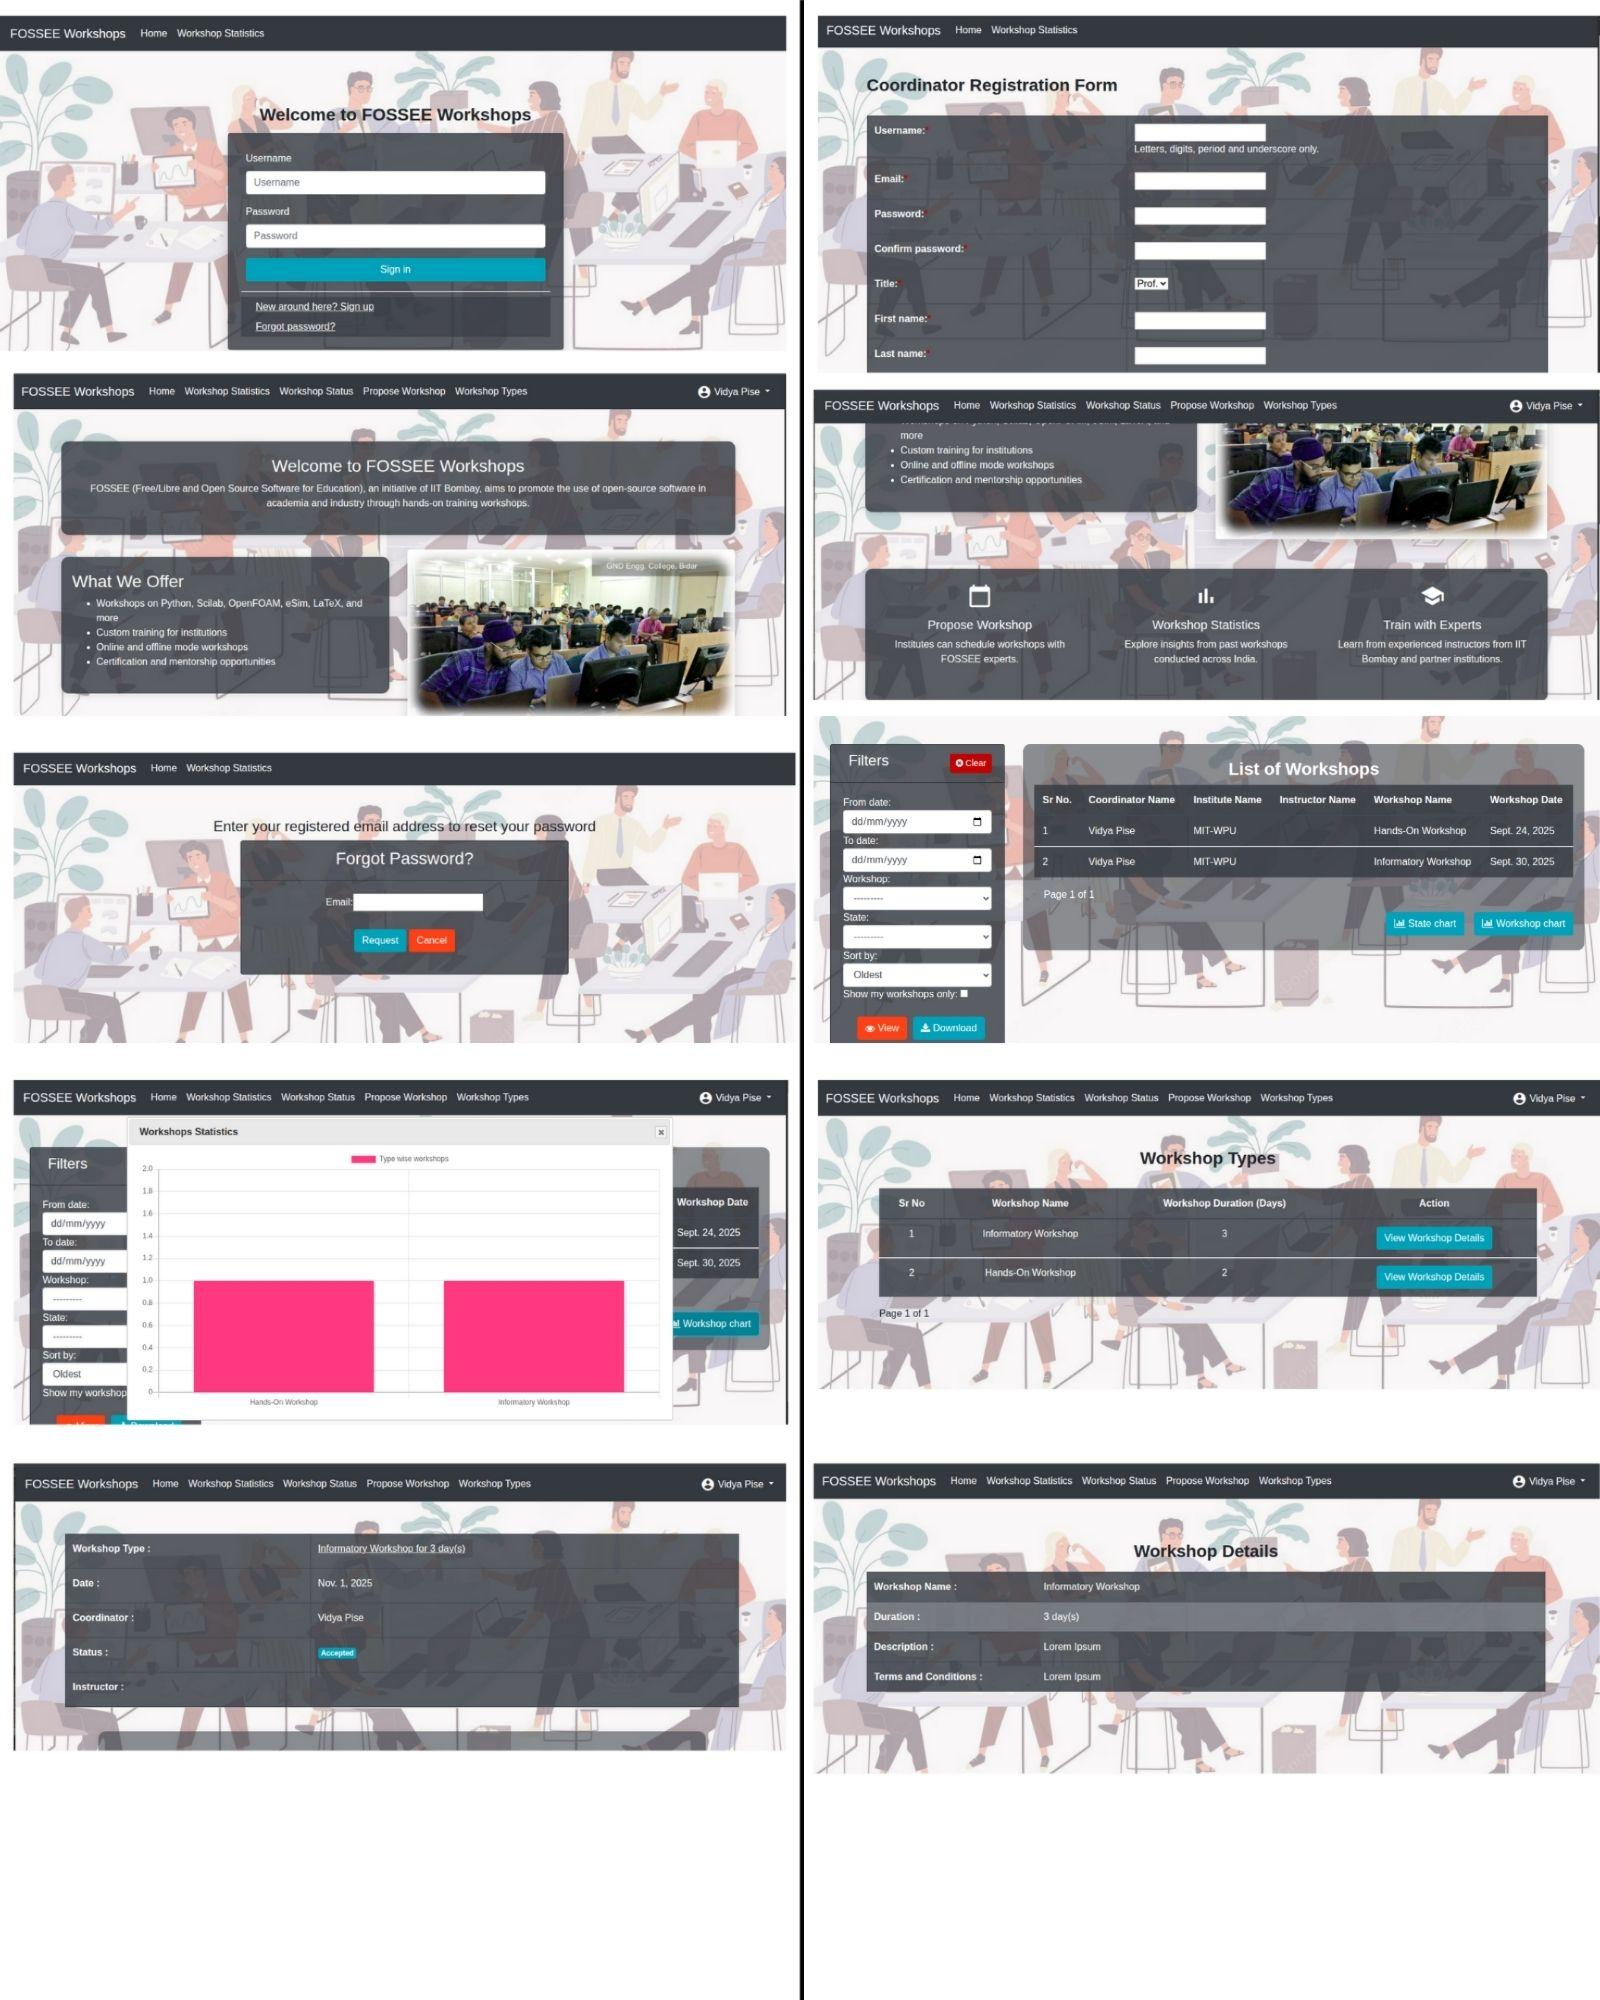 FOSSEE Workshops Home Workshop Statistics
Welcome to FOSSEE Workshops
Username
Username
Password
Password
Sign in
New around here? Sign up
Forgot password?
FOSSEE Workshops Home Workshop Statistics
Coordinator Registration Form
Username:*
Letters, digits, period and underscore only.
Email:*
Password:*
Confirm password:*
Title:*
Prof.
First name:*
Last name:*
FOSSEE Workshops Home Workshop Statistics Workshop Status Propose Workshop Workshop Types Vidya Pise
Welcome to FOSSEE Workshops
FOSSEE (Free/Libre and Open Source Software for Education), an initiative of IIT Bombay, aims to promote the use of open-source software in
academia and industry through hands-on training workshops.
What We Offer
Workshops on Python, Scilab, OpenFOAM, eSim, LaTeX, and
more
Custom training for institutions
Online and offline mode workshops
Certification and mentorship opportunities
GND Engg. College, Bidar
FOSSEE Workshops Home Workshop Statistics Workshop Status Propose Workshop Workshop Types Vidya Pise
more
Custom training for institutions
Online and offline mode workshops
Certification and mentorship opportunities
Propose Workshop
Institutes can schedule workshops with
FOSSEE experts.
Workshop Statistics
Explore insights from past workshops
conducted across India.
Train with Experts
Learn from experienced instructors from IIT
Bombay and partner institutions.
FOSSEE Workshops Home Workshop Statistics
Enter your registered email address to reset your password
Forgot Password?
Email:
Request Cancel
Filters Clear
From date:
dd/mm/yyyy
To date:
dd/mm/yyyy
Workshop:
---------
State:
---------
Sort by:
Oldest
Show my workshops only:
View Download
List of Workshops
Sr No. Coordinator Name Institute Name Instructor Name Workshop Name Workshop Date
1 Vidya Pise MIT-WPU Hands-On Workshop Sept. 24, 2025
2 Vidya Pise MIT-WPU Informatory Workshop Sept. 30, 2025
Page 1 of 1
State chart Workshop chart
FOSSEE Workshops Home Workshop Statistics Workshop Status Propose Workshop Workshop Types Vidya Pise
Filters
From date:
dd/mm/yyyy
To date:
dd/mm/yyyy
Workshop:
---------
State:
---------
Sort by:
Oldest
Show my workshop
Workshops Statistics
Type wise workshops
2.0
1.8
1.6
1.4
1.2
1.0
0.8
0.6
0.4
0.2
0
Hands-On Workshop Informatory Workshop
Workshop Date
Sept. 24, 2025
Sept. 30, 2025
Workshop chart
FOSSEE Workshops Home Workshop Statistics Workshop Status Propose Workshop Workshop Types Vidya Pise
Workshop Types
Sr No Workshop Name Workshop Duration (Days) Action
1 Informatory Workshop 3 View Workshop Details
2 Hands-On Workshop 2 View Workshop Details
Page 1 of 1
FOSSEE Workshops Home Workshop Statistics Workshop Status Propose Workshop Workshop Types Vidya Pise
Workshop Type : Informatory Workshop for 3 day(s)
Date : Nov. 1, 2025
Coordinator : Vidya Pise
Status : Accepted
Instructor :
FOSSEE Workshops Home Workshop Statistics Workshop Status Propose Workshop Workshop Types Vidya Pise
Workshop Details
Workshop Name : Informatory Workshop
Duration : 3 day(s)
Description : Lorem Ipsum
Terms and Conditions : Lorem Ipsum